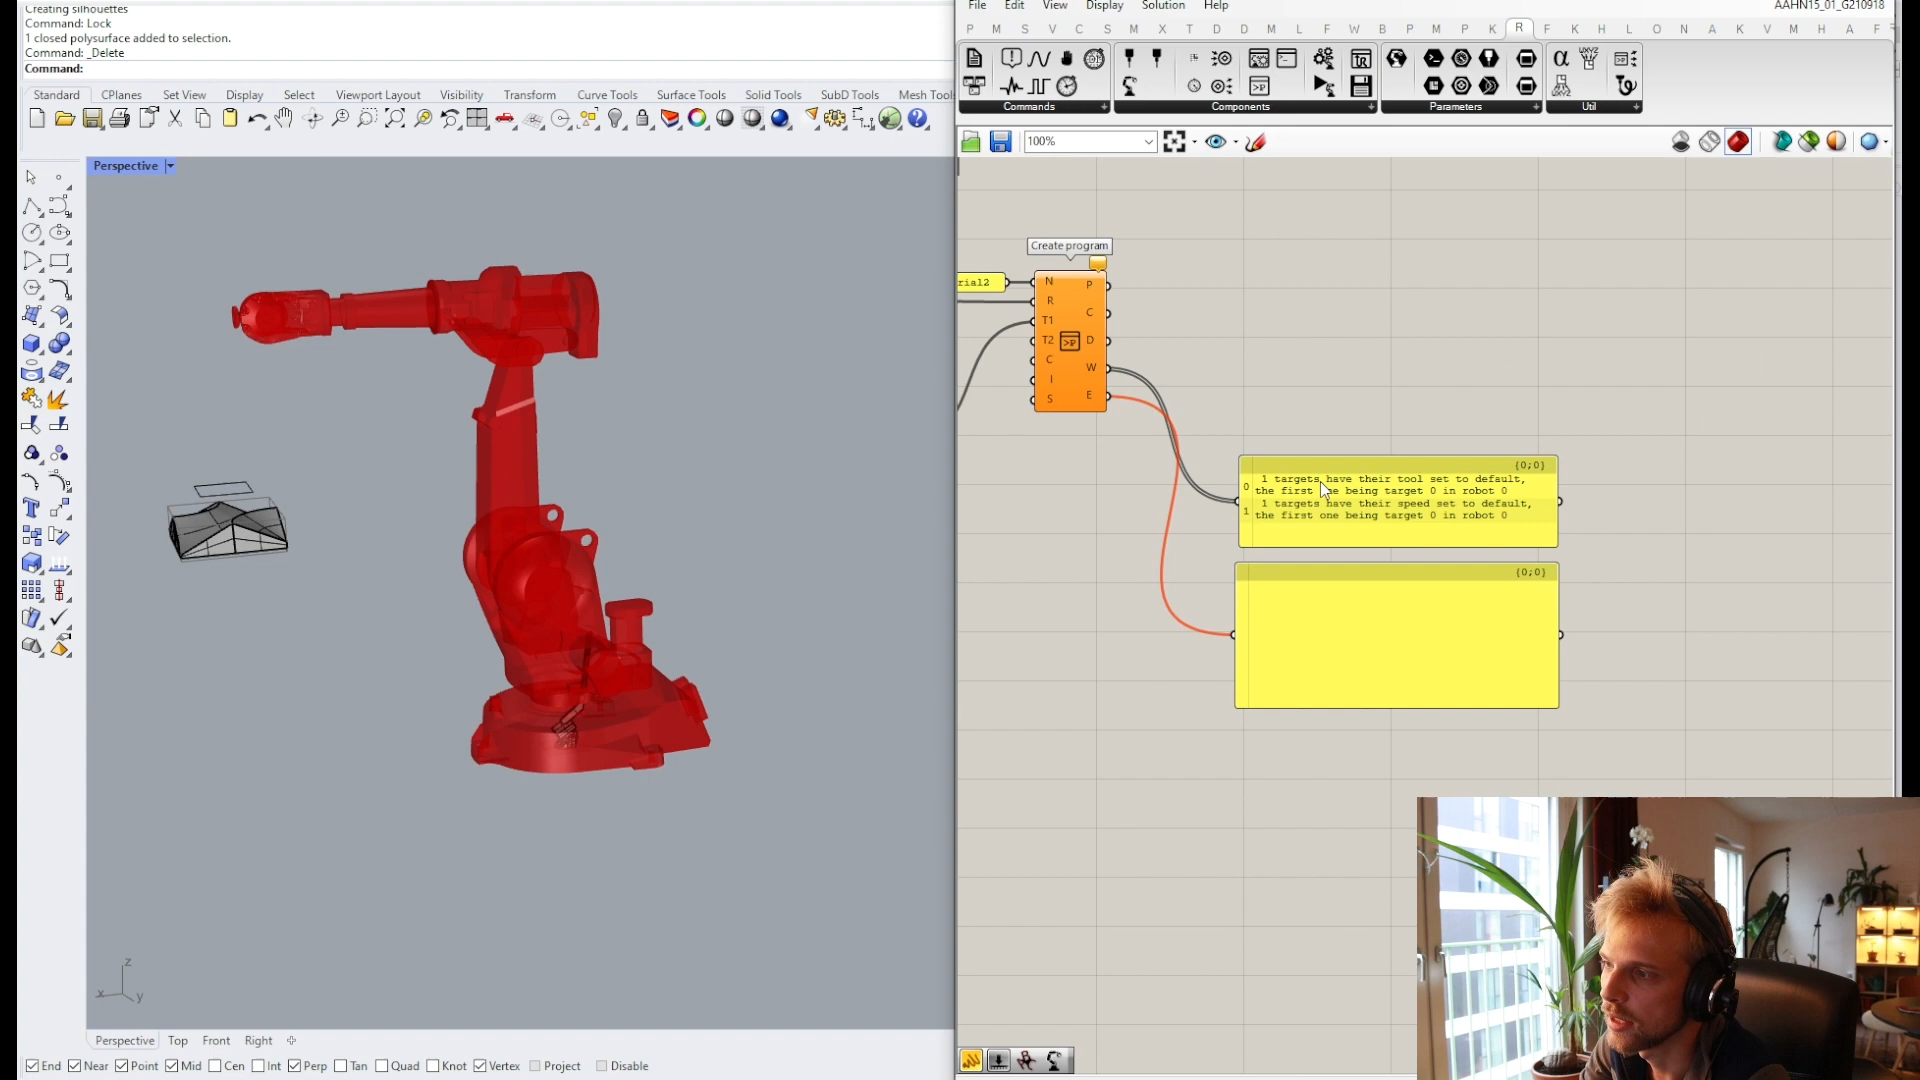 Creating silhouettes
Command: Lock
1 closed polysurface added to selection.
Command: _Delete
Command:
Standard CPlanes Set View Display Select Viewport Layout Visibility Transform Curve Tools Surface Tools Solid Tools SubD Tools Mesh Tool
Perspective
z
x y
Perspective Top Front Right
End Near Point Mid Cen Int Perp Tan Quad Knot Vertex Project Disable
File Edit View Display Solution Help AAHN15_01_G210918
P M S V C S M X T D D M L F W B P M P K R F K H L O N A K V M H A F
Commands Components Parameters Util
100%
Create program
rial2
N P
R
T1 C
T2 >P D
C W
I
S E
{0;0}
0 1 targets have their tool set to default,
the first one being target 0 in robot 0
1 1 targets have their speed set to default,
the first one being target 0 in robot 0
{0;0}